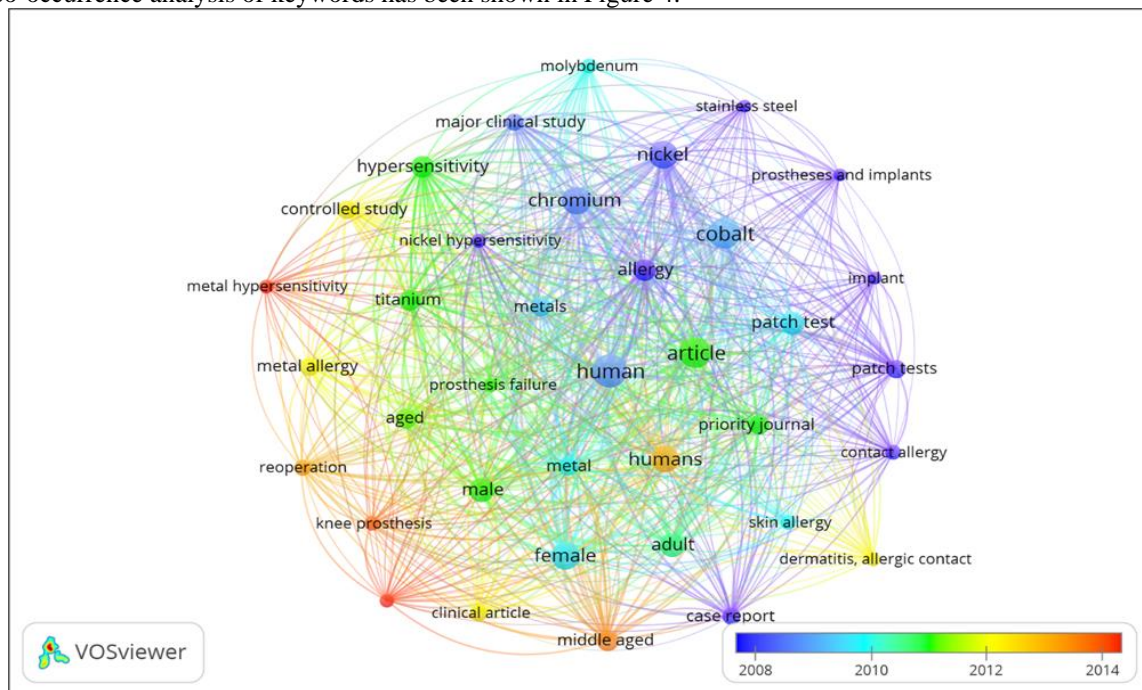 co-occurrence analysis of keywords has been shown in Figure 4.
molybdenum
stainless steel
major clinical study
nickel
hypersensitivity
prostheses and implants
chromium
controlled study
cobalt
nickel hypersensitivity
allergy
implant
metal hypersensitivity
titanium
metals
patch test
article
metal allergy
human
patch tests
prosthesis failure
aged
priority journal
contact allergy
humans
reoperation
metal
male
knee prosthesis
skin allergy
adult
female
dermatitis, allergic contact
clinical article
case report
middle aged
VOSviewer
2008 2010 2012 2014